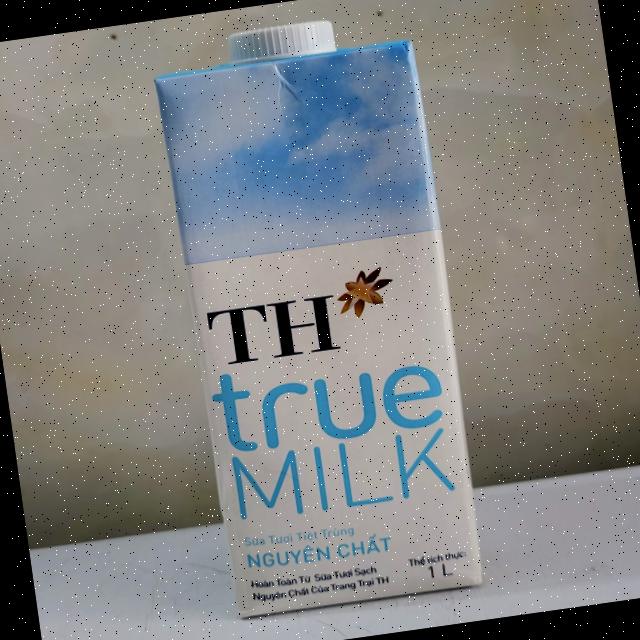 TH
true
MILK
Sữa Tươi Tiệt Trùng
NGUYÊN CHẤT
Hoàn Toàn Từ Sữa Tươi Sạch
Nguyên Chất Của Trang Trại TH
Thể tích thực:
1 L